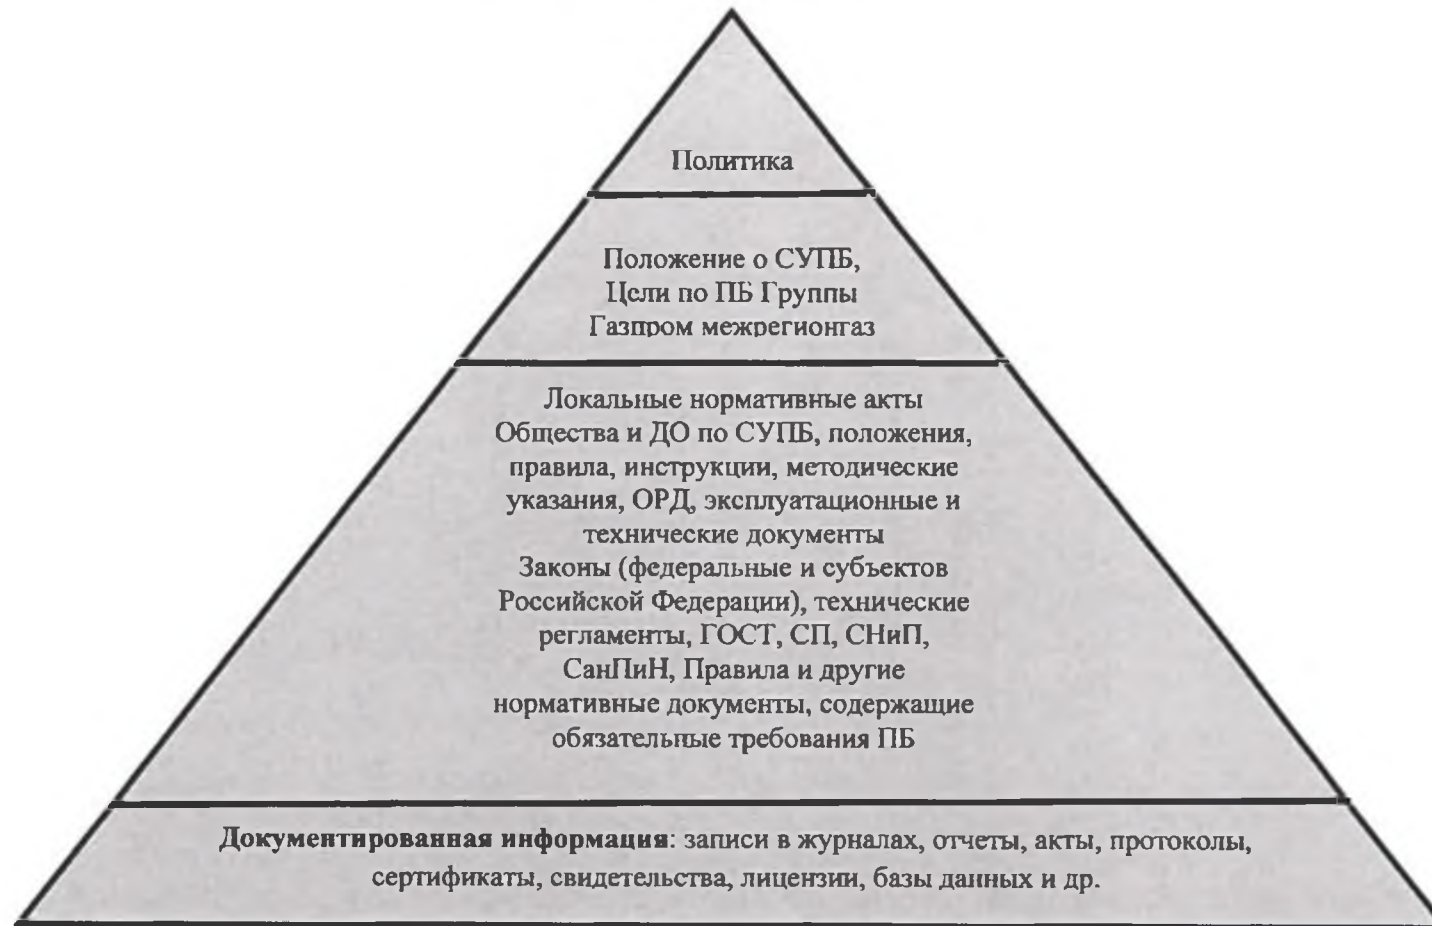 Политика
Положение о СУПБ,
Цели по ПБ Группы
Газпром межрегионгаз
Локальные нормативные акты
Общества и ДО по СУПБ, положения,
правила, инструкции, методические
указания, ОРД, эксплуатационные и
технические документы
Законы (федеральные и субъектов
Российской Федерации), технические
регламенты, ГОСТ, СП, СНиП,
СанПиН, Правила и другие
нормативные документы, содержащие
обязательные требования ПБ
Документированная информация: записи в журналах, отчеты, акты, протоколы,
сертификаты, свидетельства, лицензии, базы данных и др.